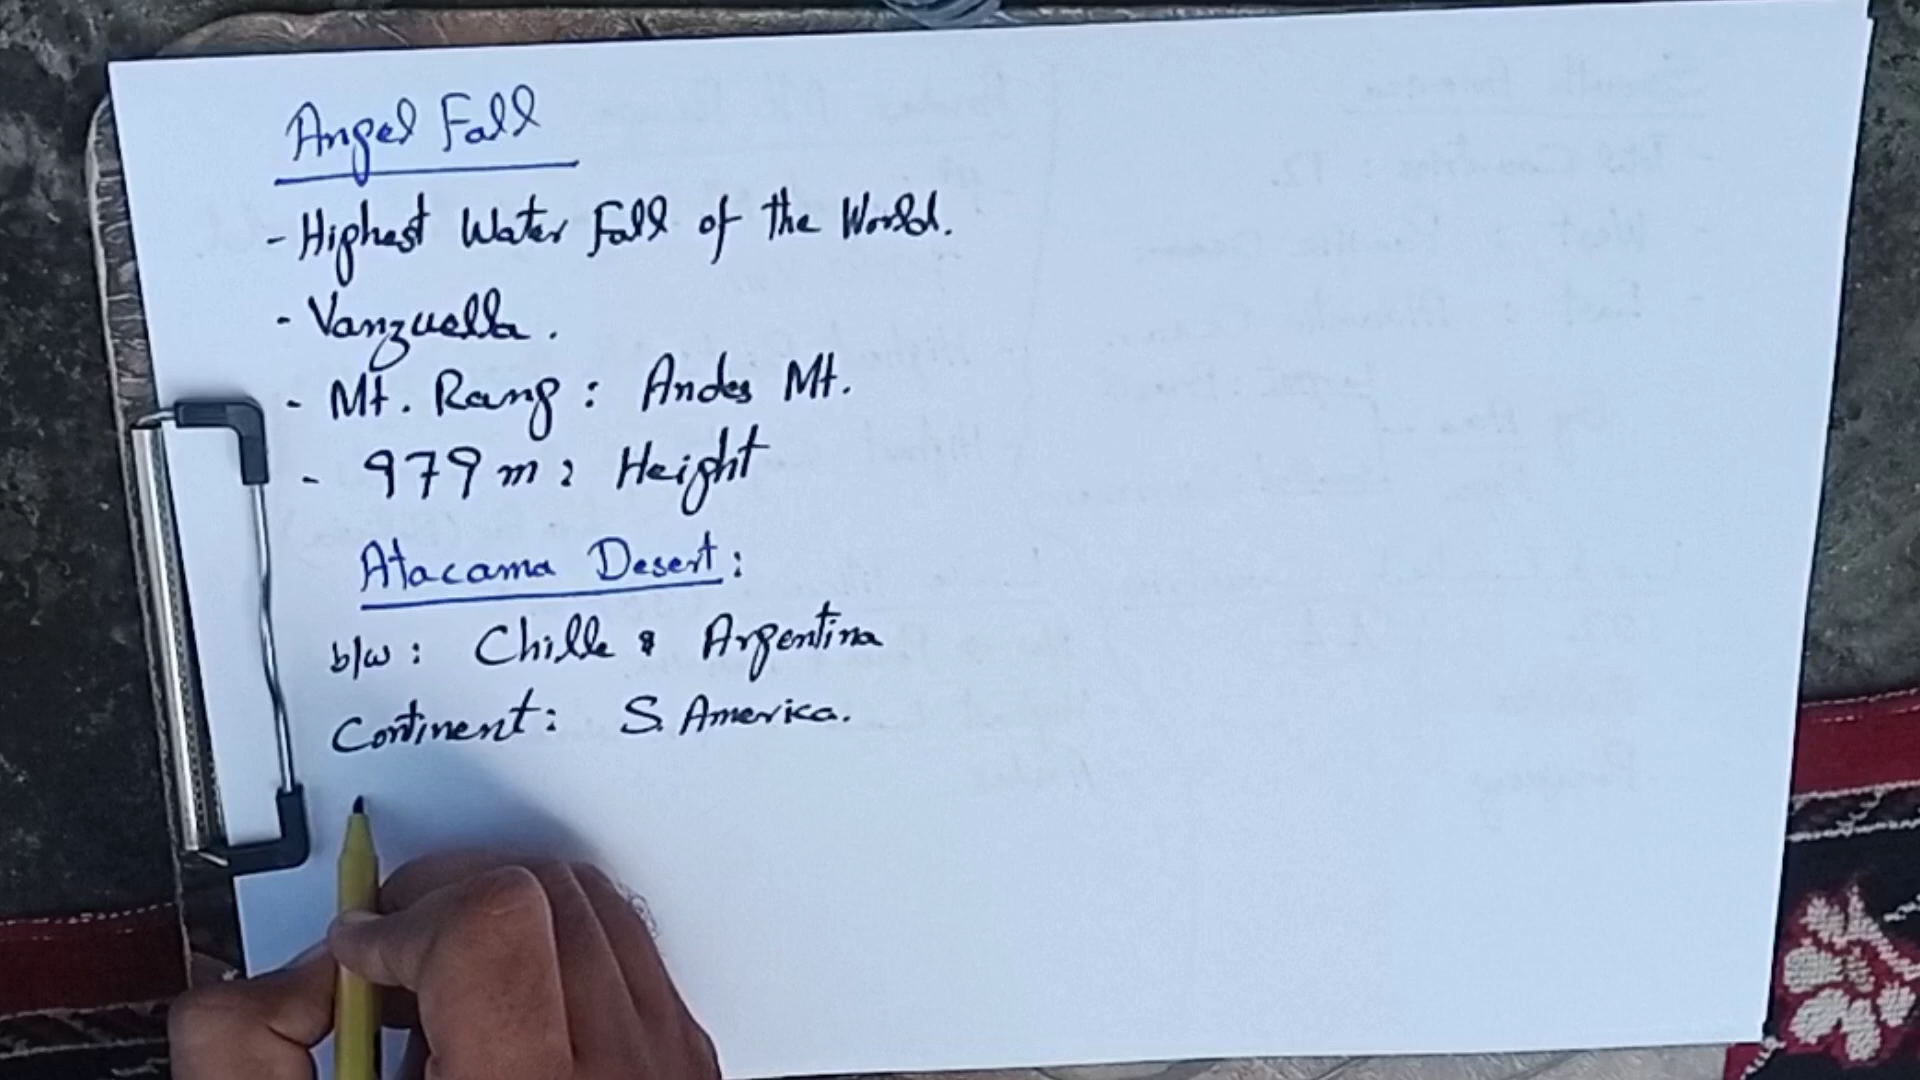 Angel Fall
- Highest Water Fall of the World.
- Vanzuella.
- Mt. Rang : Andes Mt.
- 979 m : Height
Atacama Desert :
b/w : Chille & Argentina
Continent : S. America.